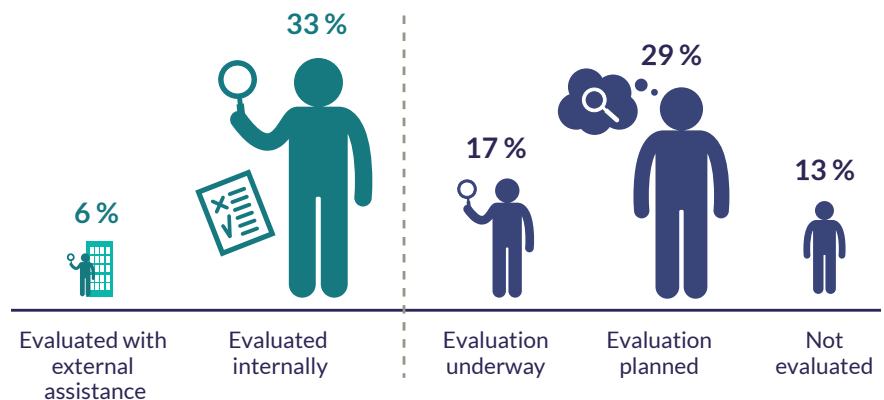 33 %
29 %
17 %
13 %
6 %
Evaluated with
external
assistance
Evaluated
internally
Evaluation
underway
Evaluation
planned
Not
evaluated